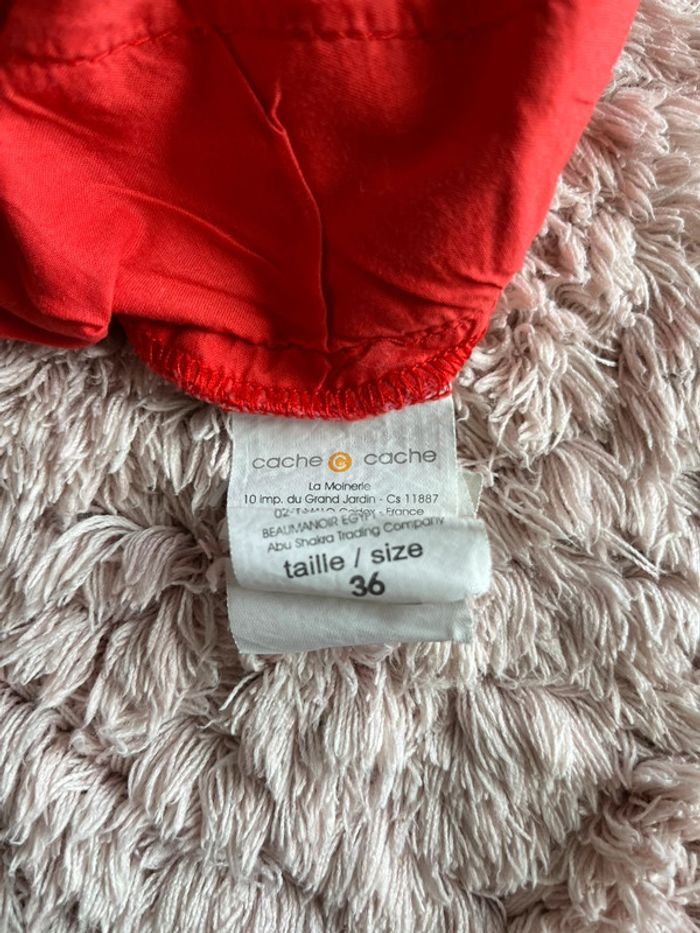 cache c cache
La Moinerie
10 imp. du Grand Jardin - Cs 11887
France
BEAUMANOIR EGYPT
Abu Shakra Trading Company
taille / size
36